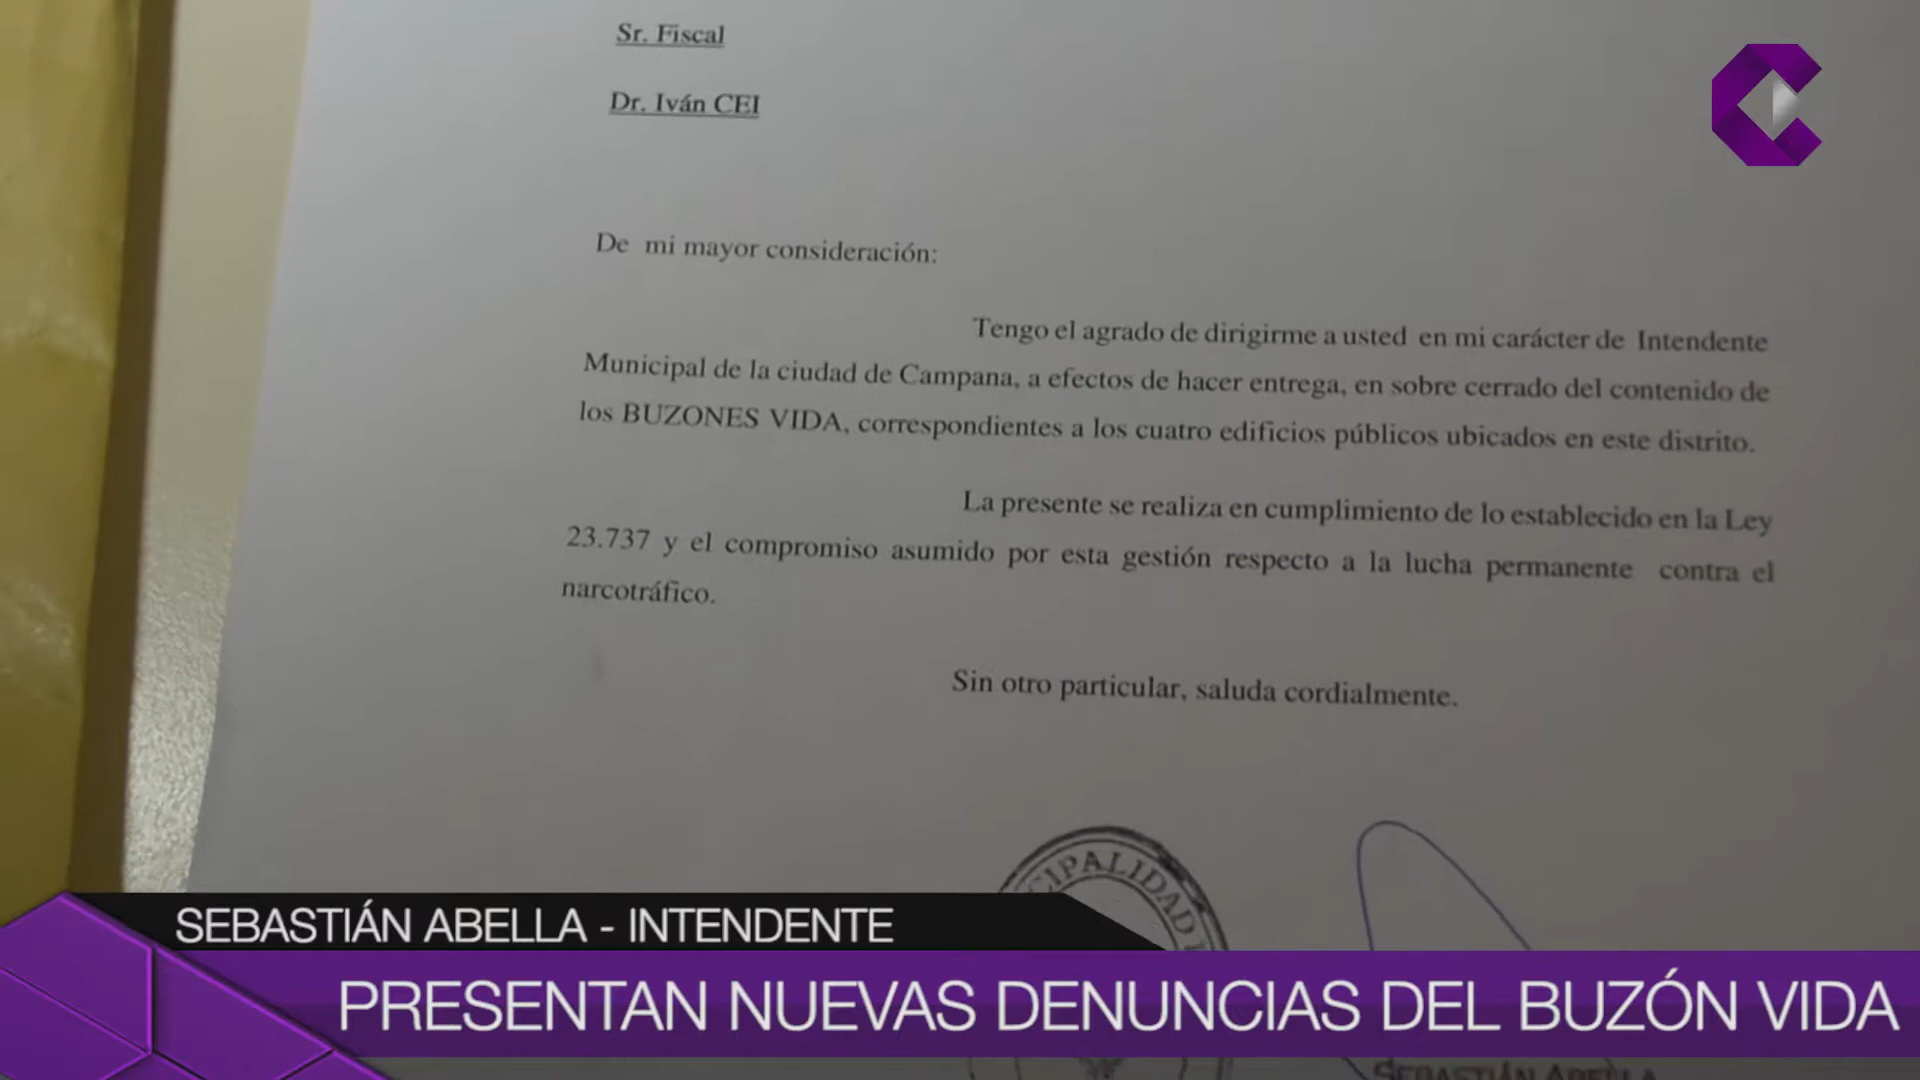 Sr. Fiscal
Dr. Iván CEI
De mi mayor consideración:
Tengo el agrado de dirigirme a usted en mi carácter de Intendente
Municipal de la ciudad de Campana, a efectos de hacer entrega, en sobre cerrado del contenido de
los BUZONES VIDA, correspondientes a los cuatro edificios públicos ubicados en este distrito.
La presente se realiza en cumplimiento de lo establecido en la Ley
23.737 y el compromiso asumido por esta gestión respecto a la lucha permanente contra el
narcotráfico.
Sin otro particular, saluda cordialmente.
CIPALIDAD
SEBASTIÁN ABELLA - INTENDENTE
PRESENTAN NUEVAS DENUNCIAS DEL BUZÓN VIDA
SEBASTIÁN ABELLA